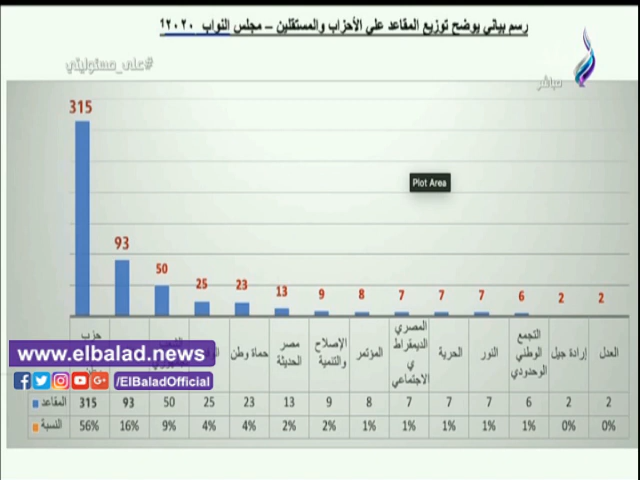 رسم بياني يوضح توزيع المقاعد علي الأحزاب والمستقلين – مجلس النواب ٢٠٢٠
#على_مسئوليتي
مباشر
315
93
50
25
23
13
9
8
7
7
7
6
2
2
Plot Area
حزب
حماة وطن
مصر
الحديثة
الإصلاح
والتنمية
المؤتمر
المصري
الديمقراط
ي
الاجتماعي
الحرية
النور
التجمع
الوطني
الوحدودي
إرادة جيل
العدل
www.elbalad.news
/ElBaladOfficial
المقاعد 315 93 50 25 23 13 9 8 7 7 7 6 2 2
النسبة 56% 16% 9% 4% 4% 2% 2% 1% 1% 1% 1% 1% 0% 0%